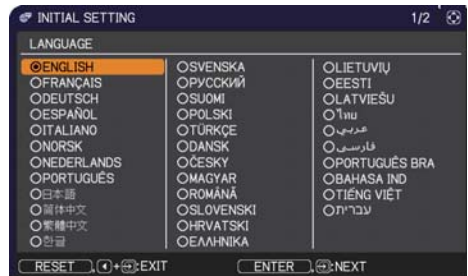 INITIAL SETTING 1/2
LANGUAGE
ENGLISH
FRANÇAIS
DEUTSCH
ESPAÑOL
ITALIANO
NORSK
NEDERLANDS
PORTUGUÊS
日本語
简体中文
繁體中文
한글
SVENSKA
РУССКИЙ
SUOMI
POLSKI
TÜRKÇE
DANSK
ČESKY
MAGYAR
ROMÂNĂ
SLOVENSKI
HRVATSKI
ΕΛΛΗΝΙΚΑ
LIETUVIŲ
EESTI
LATVIEŠU
ไทย
عربي
فارسی
PORTUGUÊS BRA
BAHASA IND
TIẾNG VIỆT
עברית
RESET , + :EXIT ENTER , :NEXT